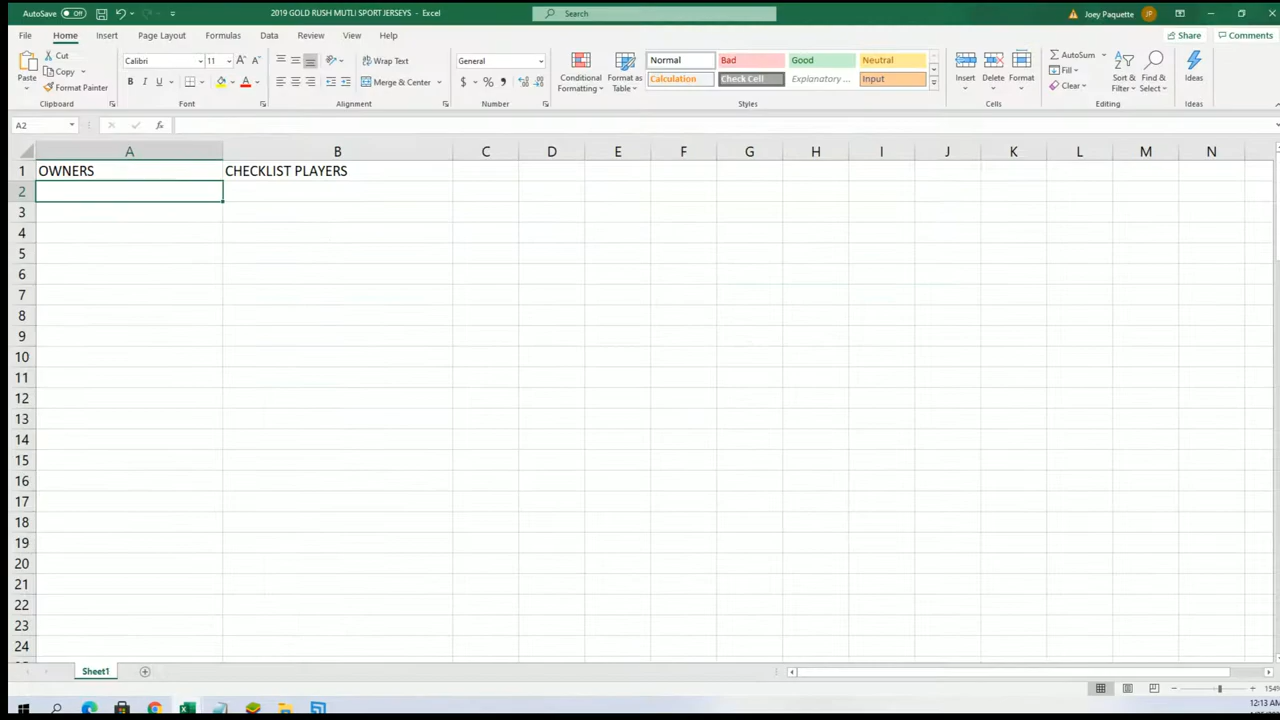 AutoSave Off 2019 GOLD RUSH MUTLI SPORT JERSEYS - Excel Search Joey Paquette JP
File Home Insert Page Layout Formulas Data Review View Help Share Comments
Paste Cut Copy Format Painter Clipboard
Calibri 11 A A B I U A Font
Wrap Text Merge & Center Alignment
General $ % Number
Conditional Formatting Format as Table
Normal Bad Good Neutral
Calculation Check Cell Explanatory ... Input
Styles
Insert Delete Format Cells
AutoSum Fill Clear Sort & Filter Find & Select Editing
Ideas Ideas
A2 fx
A B C D E F G H I J K L M N
1 OWNERS CHECKLIST PLAYERS
2
3
4
5
6
7
8
9
10
11
12
13
14
15
16
17
18
19
20
21
22
23
24
Sheet1
154%
12:13 AM